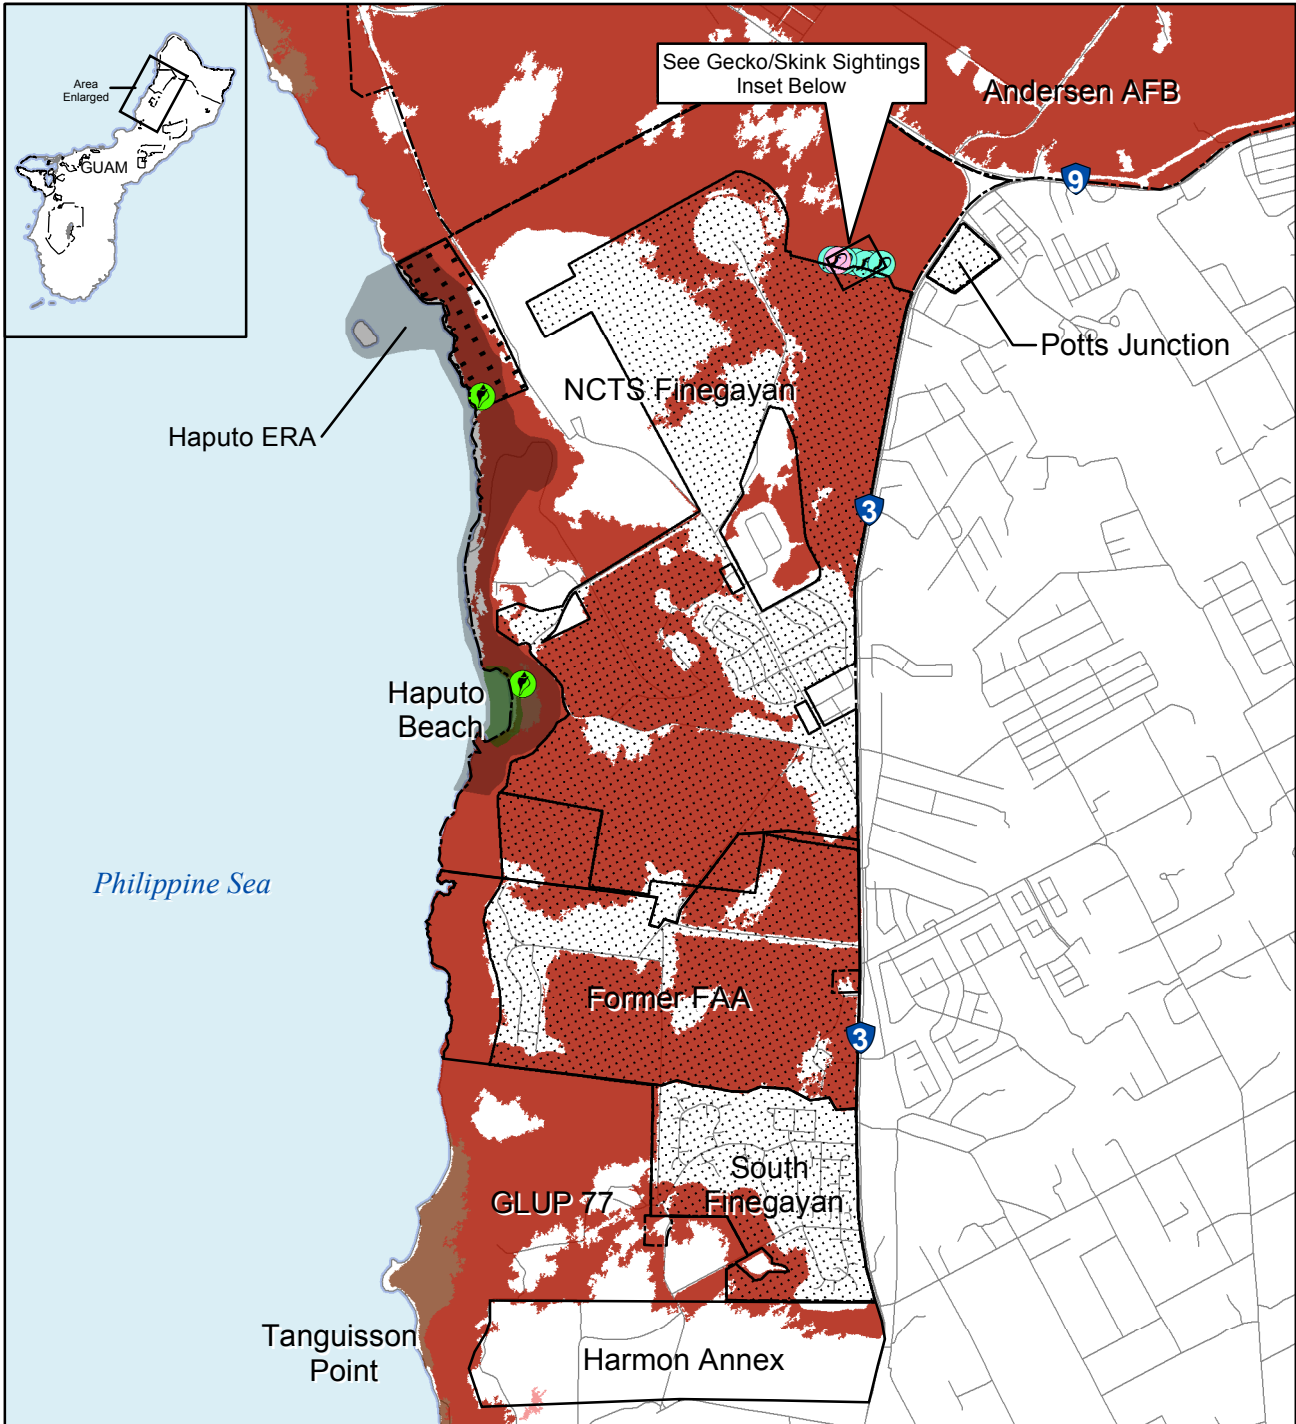 Area
Enlarged
GUAM
See Gecko/Skink Sightings
Inset Below
Andersen AFB
9
Potts Junction
NCTS Finegayan
Haputo ERA
3
Haputo
Beach
Philippine Sea
Former FAA
3
South
Finegayan
GLUP 77
Tanguisson
Point
Harmon Annex